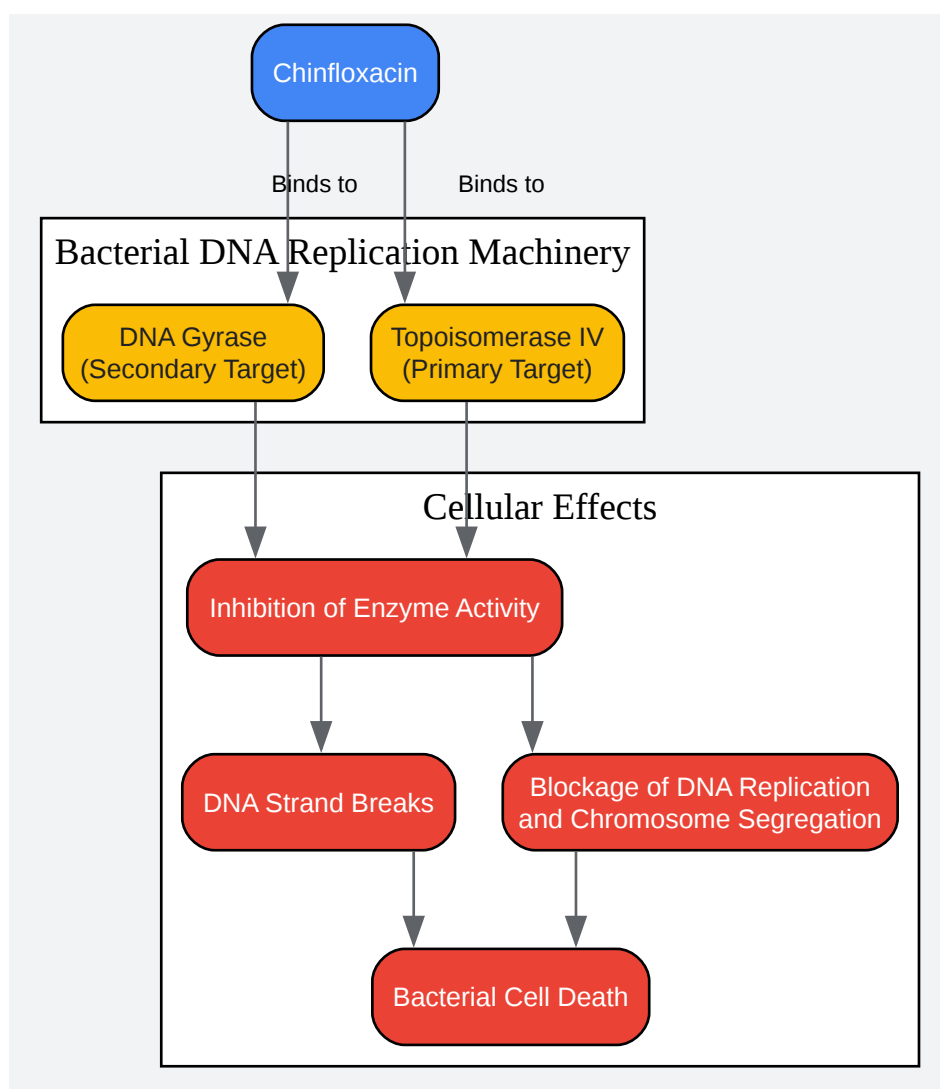 Chinfloxacin
Binds to
Binds to
Bacterial DNA Replication Machinery
DNA Gyrase
(Secondary Target)
Topoisomerase IV
(Primary Target)
Cellular Effects
Inhibition of Enzyme Activity
DNA Strand Breaks
Blockage of DNA Replication
and Chromosome Segregation
Bacterial Cell Death